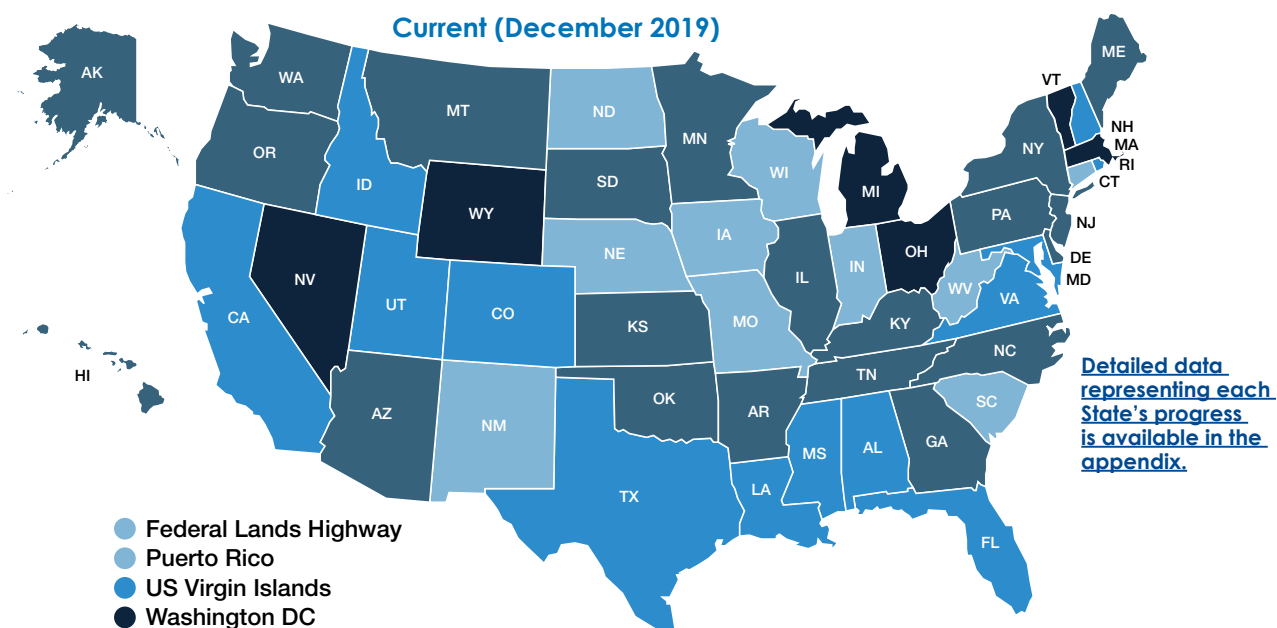 Current (December 2019)
AK
WA
MT
ND
MN
ME
VT
NH
MA
RI
CT
NY
OR
ID
SD
WI
MI
WY
PA
NJ
IA
NE
OH
DE
MD
NV
UT
CO
IL
IN
WV
VA
CA
KS
MO
KY
HI
NC
TN
AZ
NM
OK
AR
SC
GA
MS
AL
TX
LA
FL
Detailed data
representing each
State's progress
is available in the
appendix.
Federal Lands Highway
Puerto Rico
US Virgin Islands
Washington DC